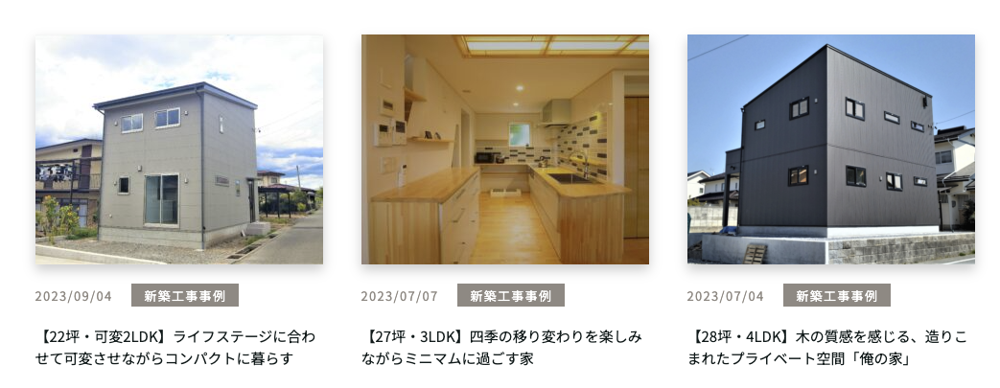 2023/09/04 新築工事事例
【22坪・可変2LDK】ライフステージに合わ
せて可変させながらコンパクトに暮らす
2023/07/07 新築工事事例
【27坪・3LDK】四季の移り変わりを楽しみ
ながらミニマムに過ごす家
2023/07/04 新築工事事例
【28坪・4LDK】木の質感を感じる、造りこ
まれたプライベート空間「俺の家」